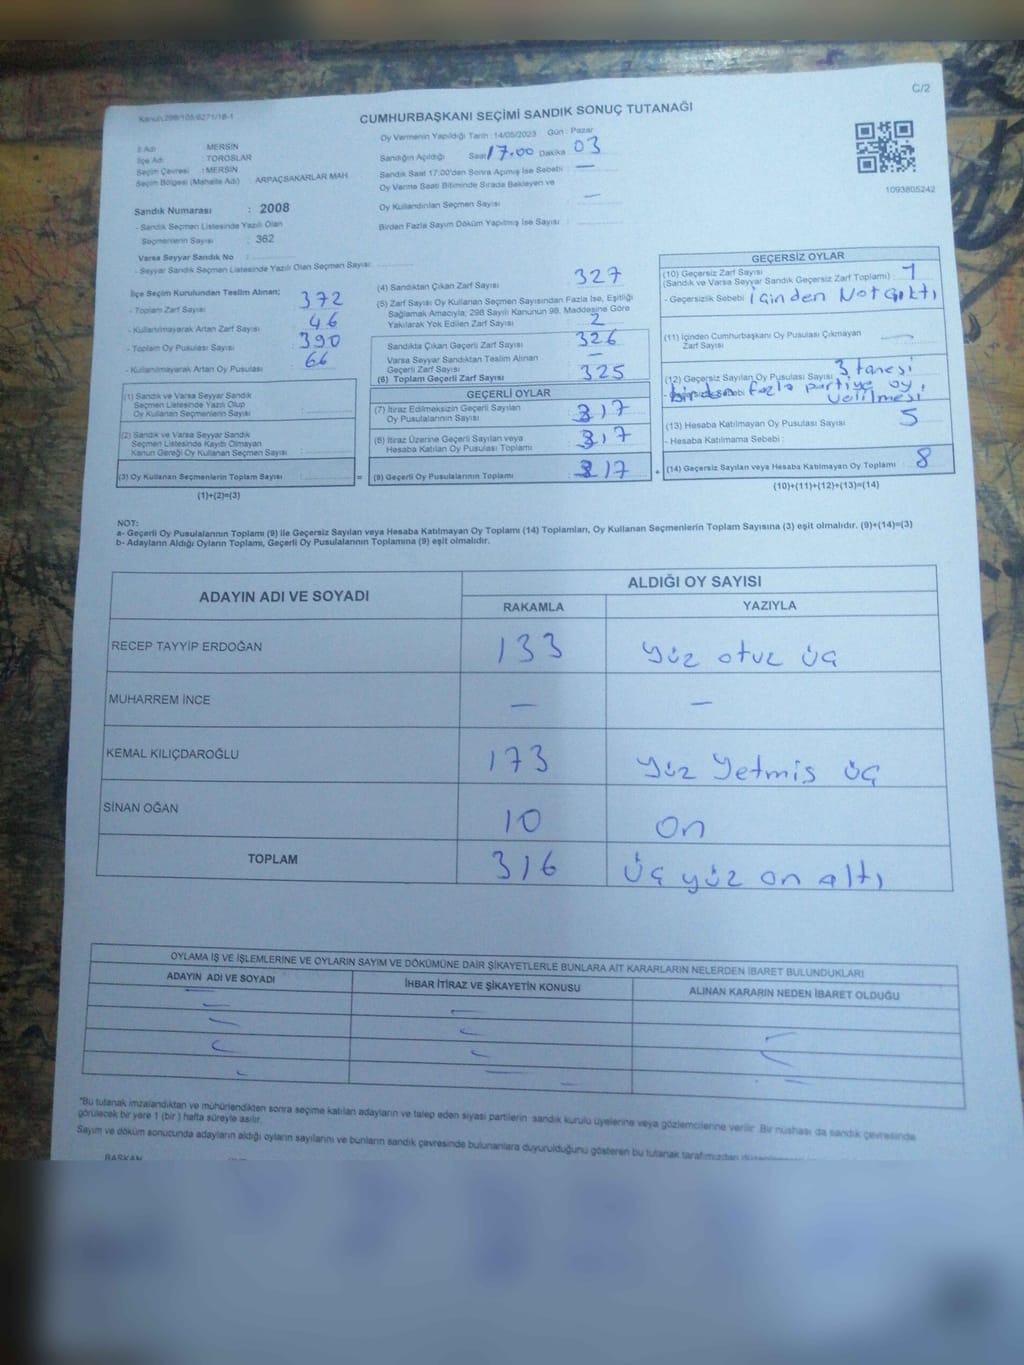 C/2
Kanun:298/105;6271/18-1
CUMHURBAŞKANI SEÇİMİ SANDIK SONUÇ TUTANAĞI
Oy Vermenin Yapıldığı Tarih :14/05/2023 Gün : Pazar
İl Adı : MERSİN
İlçe Adı : TOROSLAR
Seçim Çevresi : MERSİN
Seçim Bölgesi (Mahalle Adı) : ARPAÇSAKARLAR MAH.
Sandık Numarası : 2008
- Sandık Seçmen Listesinde Yazılı Olan
Seçmenlerin Sayısı : 362
Varsa Seyyar Sandık No :
- Seyyar Sandık Seçmen Listesinde Yazılı Olan Seçmen Sayısı:
Sandığın Açıldığı Saat 17.00 Dakika 03
Sandık Saat 17.00'den Sonra Açımış İse Sebebi : —
Oy Verme Saati Bitiminde Sırada Bekleyen ve
Oy Kullandırılan Seçmen Sayısı : —
Birden Fazla Sayım Döküm Yapılmış İse Sayısı :
1093805242
İlçe Seçim Kurulundan Teslim Alınan;
- Toplam Zarf Sayısı : 372
- Kullanılmayarak Artan Zarf Sayısı : 46
- Toplam Oy Pusulası Sayısı : 390
- Kullanılmayarak Artan Oy Pusulası : 66
(1) Sandık ve Varsa Seyyar Sandık
Seçmen Listesinde Yazılı Olup
Oy Kullanan Seçmenlerin Sayısı :
(2) Sandık ve Varsa Seyyar Sandık
Seçmen Listesinde Kayıtlı Olmayan
Kanun Gereği Oy Kullanan Seçmen Sayısı :
(3) Oy Kullanan Seçmenlerin Toplam Sayısı :
(1)+(2)=(3)
(4) Sandıktan Çıkan Zarf Sayısı : 327
(5) Zarf Sayısı Oy Kullanan Seçmen Sayısından Fazla İse, Eşitliği
Sağlamak Amacıyla; 298 Sayılı Kanunun 98. Maddesine Göre
Yakılarak Yok Edilen Zarf Sayısı : 2
Sandıkta Çıkan Geçerli Zarf Sayısı : 326
Varsa Seyyar Sandıktan Teslim Alınan
Geçerli Zarf Sayısı : —
(6) Toplam Geçerli Zarf Sayısı : 325
GEÇERLİ OYLAR
(7) İtiraz Edilmeksizin Geçerli Sayılan
Oy Pusulalarının Sayısı : 317
(8) İtiraz Üzerine Geçerli Sayılan veya
Hesaba Katılan Oy Pusulası Toplamı : 317
= (9) Geçerli Oy Pusulalarının Toplamı : 317
GEÇERSİZ OYLAR
(10) Geçersiz Zarf Sayısı
(Sandık ve Varsa Seyyar Sandık Geçersiz Zarf Toplamı) : 1
- Geçersizlik Sebebi : içinden Not çıktı
(11) İçinden Cumhurbaşkanı Oy Pusulası Çıkmayan
Zarf Sayısı : —
(12) Geçersiz Sayılan Oy Pusulası Sayısı : 3 tanesi
- Geçersizlik Sebebi birden fazla partiye oy
verilmesi
(13) Hesaba Katılmayan Oy Pusulası Sayısı : 5
- Hesaba Katılmama Sebebi :
+ (14) Geçersiz Sayılan veya Hesaba Katılmayan Oy Toplamı : 8
(10)+(11)+(12)+(13)=(14)
NOT:
a- Geçerli Oy Pusulalarının Toplamı (9) ile Geçersiz Sayılan veya Hesaba Katılmayan Oy Toplamı (14) Toplamları, Oy Kullanan Seçmenlerin Toplam Sayısına (3) eşit olmalıdır. (9)+(14)=(3)
b- Adayların Aldığı Oyların Toplamı, Geçerli Oy Pusulalarının Toplamına (9) eşit olmalıdır.
ADAYIN ADI VE SOYADI ALDIĞI OY SAYISI
RAKAMLA YAZIYLA
RECEP TAYYİP ERDOĞAN 133 Yüz otuz üç
MUHARREM İNCE — —
KEMAL KILIÇDAROĞLU 173 Yüz Yetmis üç
SİNAN OĞAN 10 On
TOPLAM 316 Üç yüz on altı
OYLAMA İŞ VE İŞLEMLERİNE VE OYLARIN SAYIM VE DÖKÜMÜNE DAİR ŞİKAYETLERLE BUNLARA AİT KARARLARIN NELERDEN İBARET BULUNDUKLARI
ADAYIN ADI VE SOYADI İHBAR İTİRAZ VE ŞİKAYETİN KONUSU ALINAN KARARIN NEDEN İBARET OLDUĞU
*Bu tutanak imzalandıktan ve mühürlendikten sonra seçime katılan adayların ve talep eden siyasi partilerin sandık kurulu üyelerine veya gözlemcilerine verilir. Bir nüshası da sandık çevresinde
görülecek bir yere 1 (bir ) hafta süreyle asılır.
Sayım ve döküm sonucunda adayların aldığı oyların sayılarını ve bunların sandık çevresinde bulunanlara duyurulduğunu gösteren bu tutanak tarafımızdan
BAŞKAN